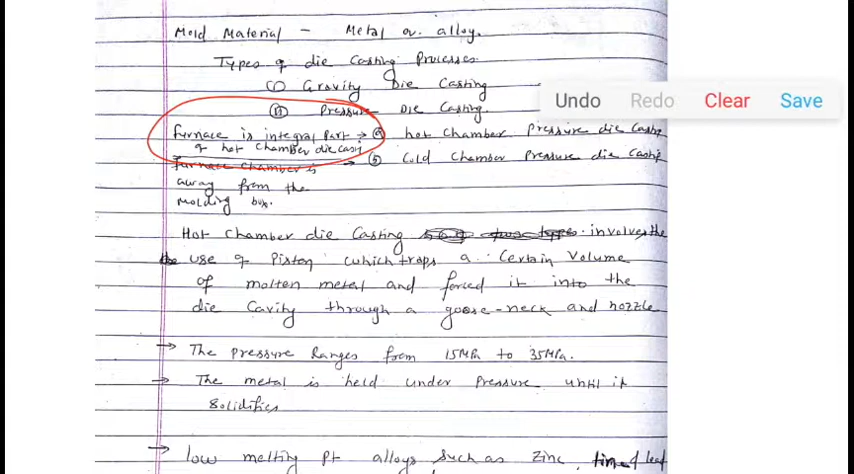 Mold Material - Metal or alloy.
Types of die Casting Processes
(i) Gravity Die Casting
(ii) Pressure Die Casting.
Undo Redo Clear Save
furnace is integral part → (a) hot chamber pressure die casting
of hot chamber die casting
furnace chamber is → (b) Cold Chamber Pressure die Casting
away from the
molding box.
Hot chamber die Casting involves the
use of Piston which traps a certain volume
of molten metal and forced it into the
die Cavity through a goose-neck and nozzle
→ The pressure Ranges from 15MPa to 35MPa.
→ The metal is held under pressure until it
Solidifies
→ low melting Pt alloys such as Zinc,